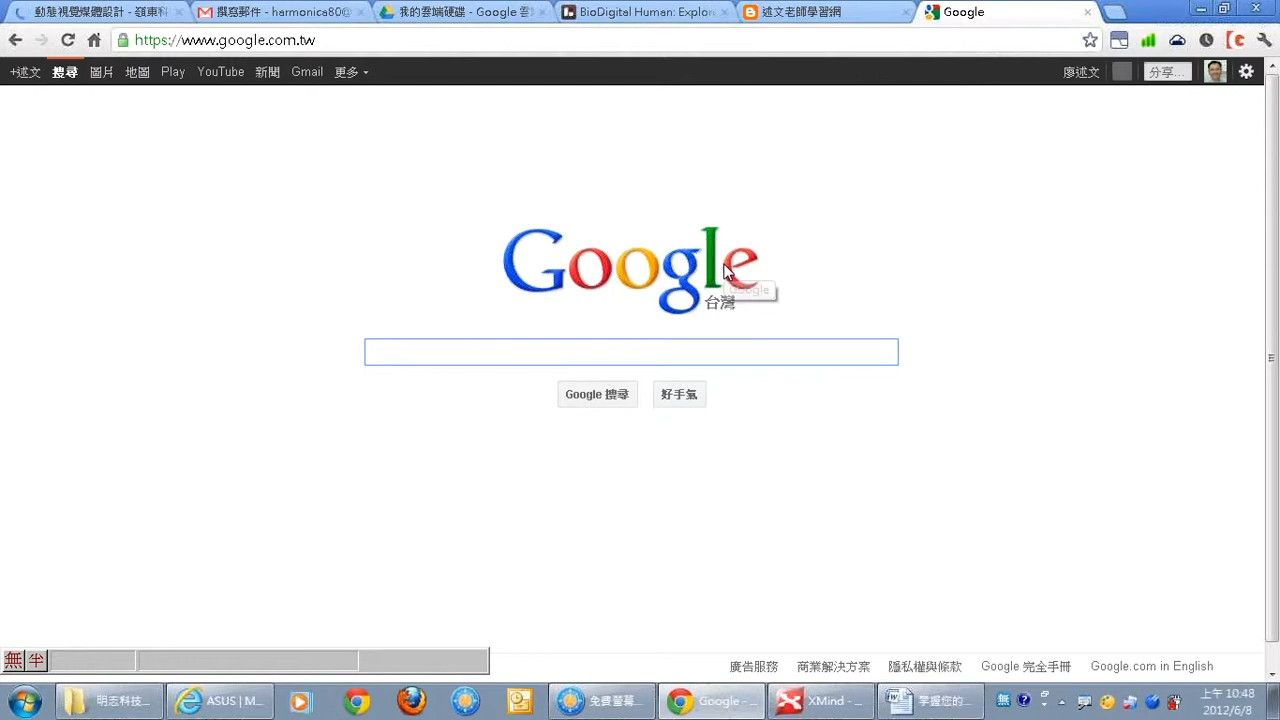 動態視覺媒體設計 - 嶺東科
撰寫郵件 - harmonica80@
我的雲端硬碟 - Google 雲端
BioDigital Human: Explor
述文老師學習網
Google
https://www.google.com.tw
+述文 搜尋 圖片 地圖 Play YouTube 新聞 Gmail 更多
廖述文 分享...
Google
台灣
Google
Google 搜尋 好手氣
無 半
廣告服務 商業解決方案 隱私權與條款 Google 完全手冊 Google.com in English
明志科技...
ASUS | M...
免費螢幕...
Google - ...
XMind - ...
掌握您的...
無
上午 10:48
2012/6/8